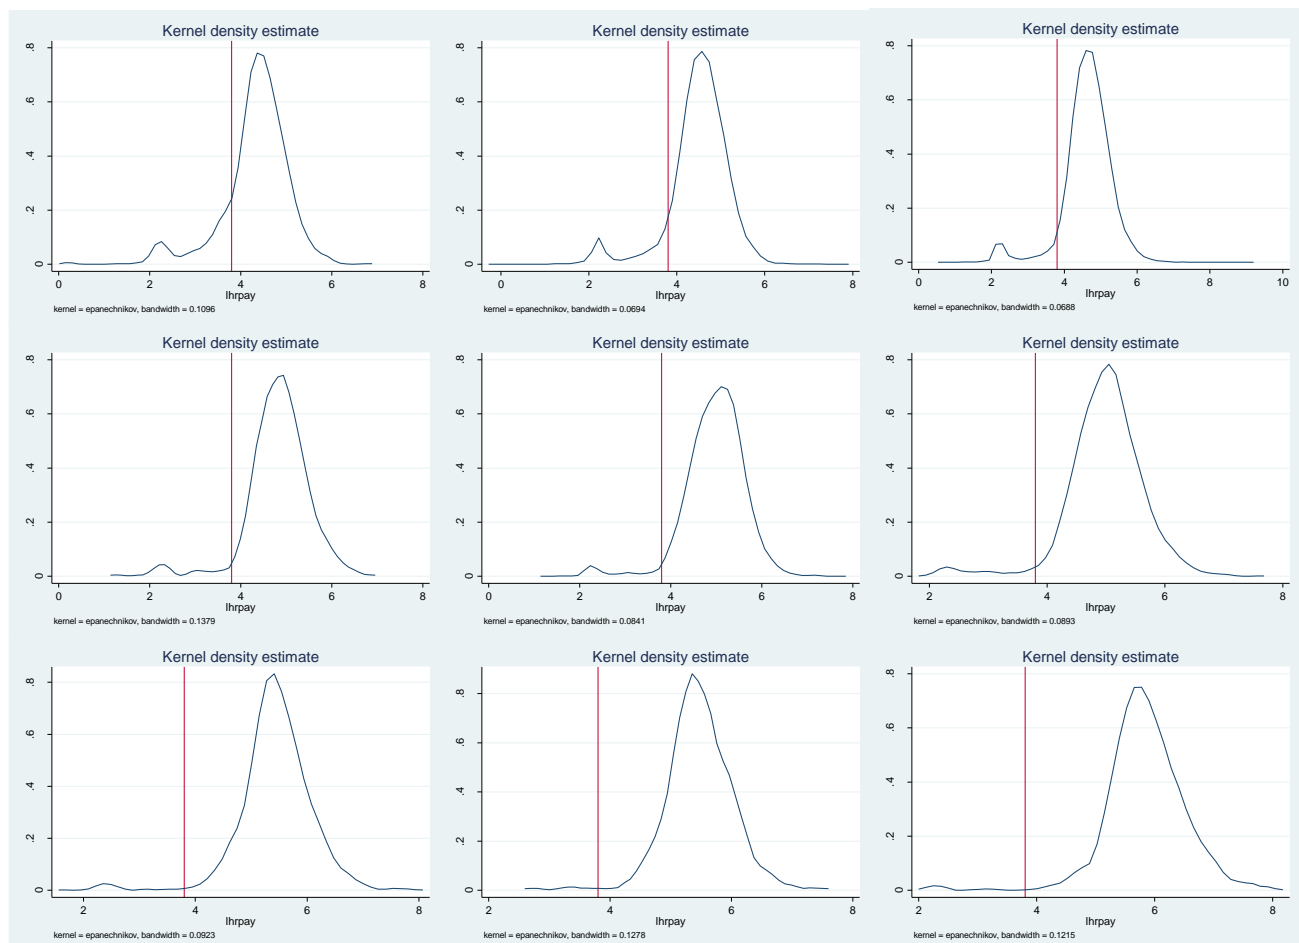 Kernel density estimate
.8
.6
.4
.2
0
0 2 4 6 8
lhrpay
kernel = epanechnikov, bandwidth = 0.1096
Kernel density estimate
.8
.6
.4
.2
0
0 2 4 6 8
lhrpay
kernel = epanechnikov, bandwidth = 0.0694
Kernel density estimate
.8
.6
.4
.2
0
0 2 4 6 8 10
lhrpay
kernel = epanechnikov, bandwidth = 0.0688
Kernel density estimate
.8
.6
.4
.2
0
0 2 4 6 8
lhrpay
kernel = epanechnikov, bandwidth = 0.1379
Kernel density estimate
.8
.6
.4
.2
0
0 2 4 6 8
lhrpay
kernel = epanechnikov, bandwidth = 0.0841
Kernel density estimate
.8
.6
.4
.2
0
2 4 6 8
lhrpay
kernel = epanechnikov, bandwidth = 0.0893
Kernel density estimate
.8
.6
.4
.2
0
2 4 6 8
lhrpay
kernel = epanechnikov, bandwidth = 0.0923
Kernel density estimate
.8
.6
.4
.2
0
2 4 6 8
lhrpay
kernel = epanechnikov, bandwidth = 0.1278
Kernel density estimate
.8
.6
.4
.2
0
2 4 6 8
lhrpay
kernel = epanechnikov, bandwidth = 0.1215